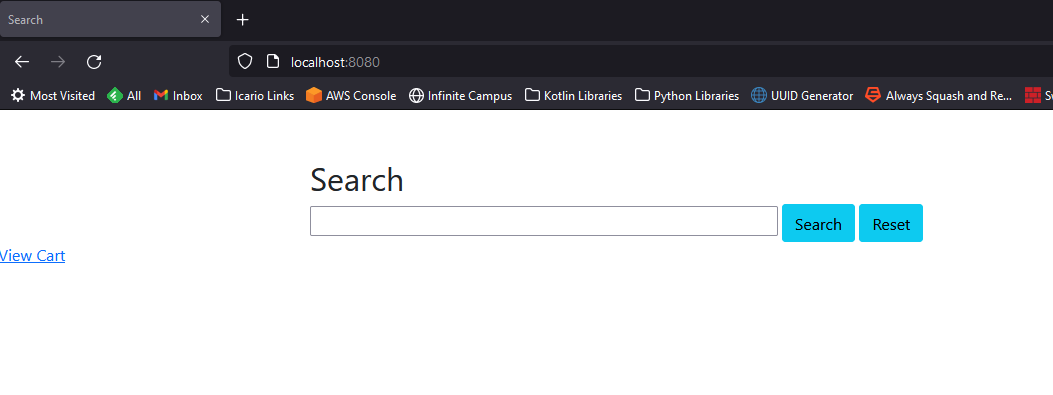 Search
localhost:8080
Most Visited All Inbox Icario Links AWS Console Infinite Campus Kotlin Libraries Python Libraries UUID Generator Always Squash and Re... Sv
Search
Search Reset
View Cart